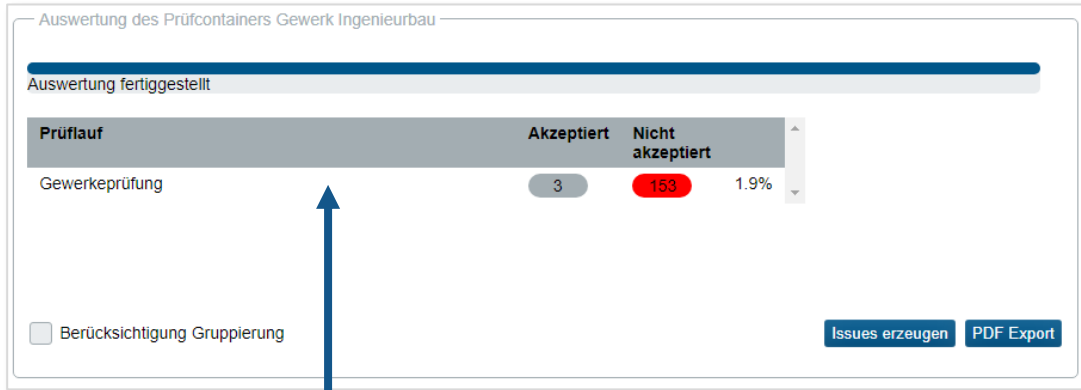 Auswertung des Prüfcontainers Gewerk Ingenieurbau
Auswertung fertiggestellt
Prüflauf Akzeptiert Nicht
akzeptiert
Gewerkeprüfung 3 153 1.9%
Berücksichtigung Gruppierung Issues erzeugen PDF Export